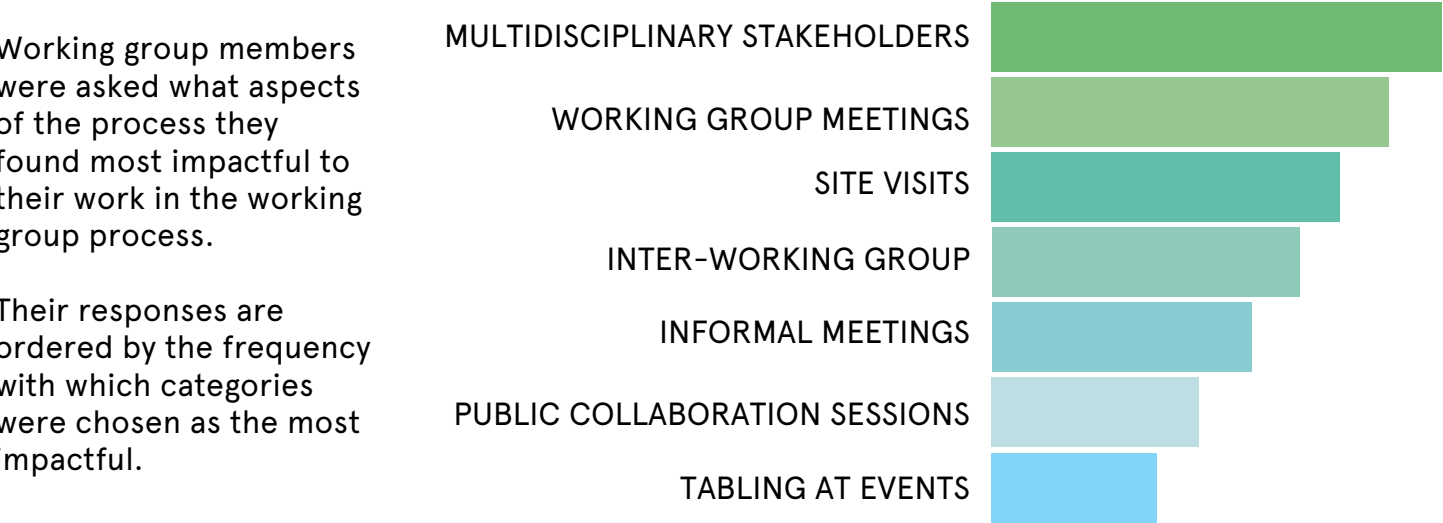 Working group members
were asked what aspects
of the process they
found most impactful to
their work in the working
group process.
Their responses are
ordered by the frequency
with which categories
were chosen as the most
impactful.
MULTIDISCIPLINARY STAKEHOLDERS
WORKING GROUP MEETINGS
SITE VISITS
INTER-WORKING GROUP
INFORMAL MEETINGS
PUBLIC COLLABORATION SESSIONS
TABLING AT EVENTS